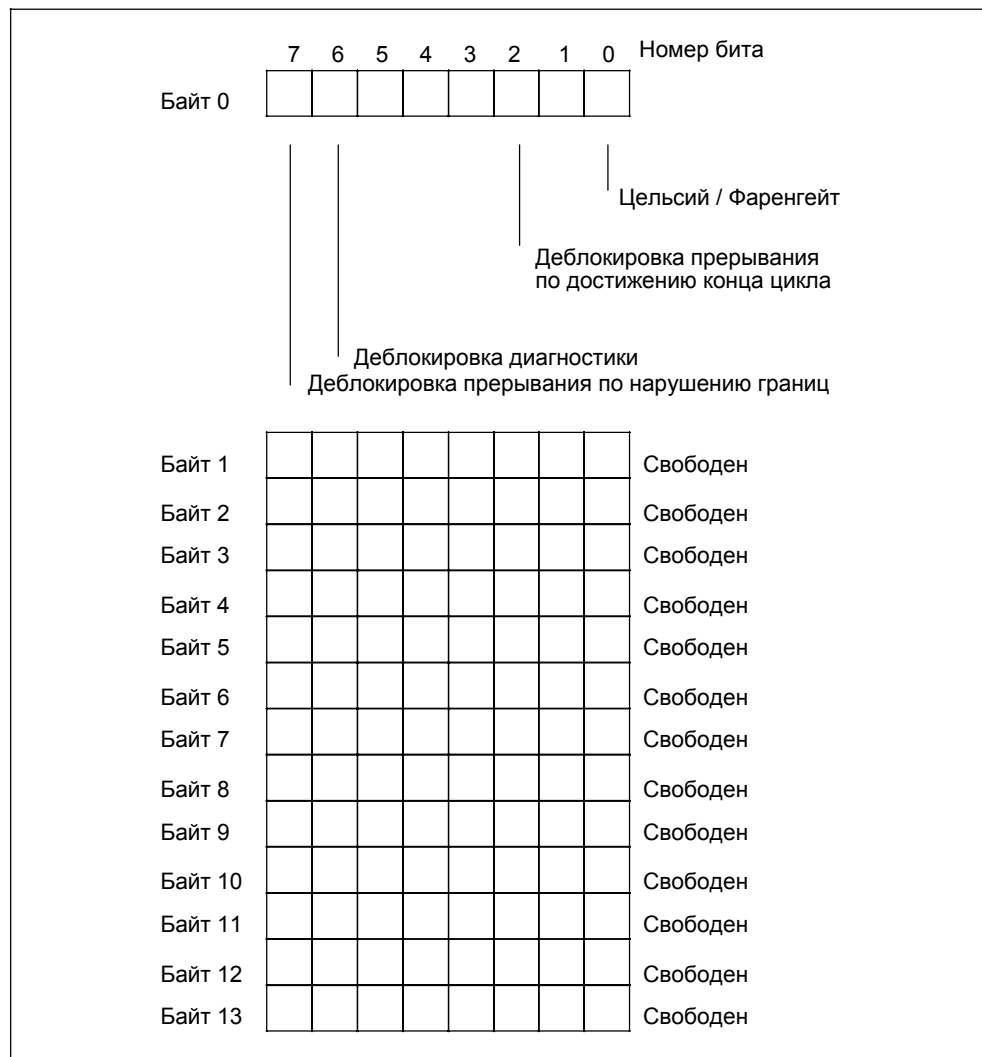 7 6 5 4 3 2 1 0 Номер бита
Байт 0
Цельсий / Фаренгейт
Деблокировка прерывания
по достижению конца цикла
Деблокировка диагностики
Деблокировка прерывания по нарушению границ
Байт 1 Свободен
Байт 2 Свободен
Байт 3 Свободен
Байт 4 Свободен
Байт 5 Свободен
Байт 6 Свободен
Байт 7 Свободен
Байт 8 Свободен
Байт 9 Свободен
Байт 10 Свободен
Байт 11 Свободен
Байт 12 Свободен
Байт 13 Свободен